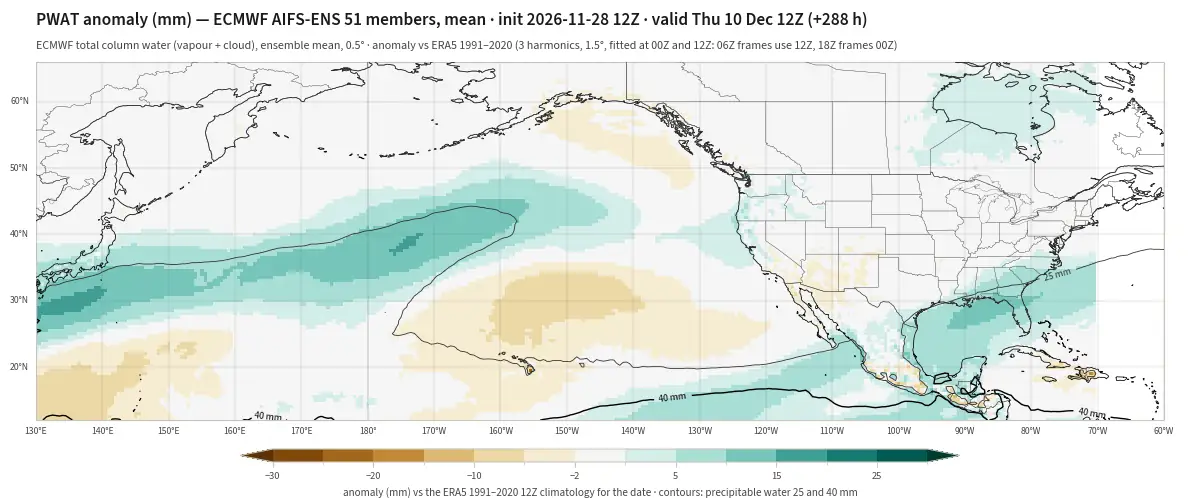 PWAT anomaly (mm) — ECMWF AIFS-ENS 51 members, mean · init 2026-11-28 12Z · valid Thu 10 Dec 12Z (+288 h)
ECMWF total column water (vapour + cloud), ensemble mean, 0.5° · anomaly vs ERA5 1991–2020 (3 harmonics, 1.5°, fitted at 00Z and 12Z: 06Z frames use 12Z, 18Z frames 00Z)
60°N
50°N
40°N
25 mm
30°N
20°N
40 mm
40 mm
40 mm
130°E 140°E 150°E 160°E 170°E 180° 170°W 160°W 150°W 140°W 130°W 120°W 110°W 100°W 90°W 80°W 70°W 60°W
−30 −20 −10 −2 5 15 25
anomaly (mm) vs the ERA5 1991–2020 12Z climatology for the date · contours: precipitable water 25 and 40 mm